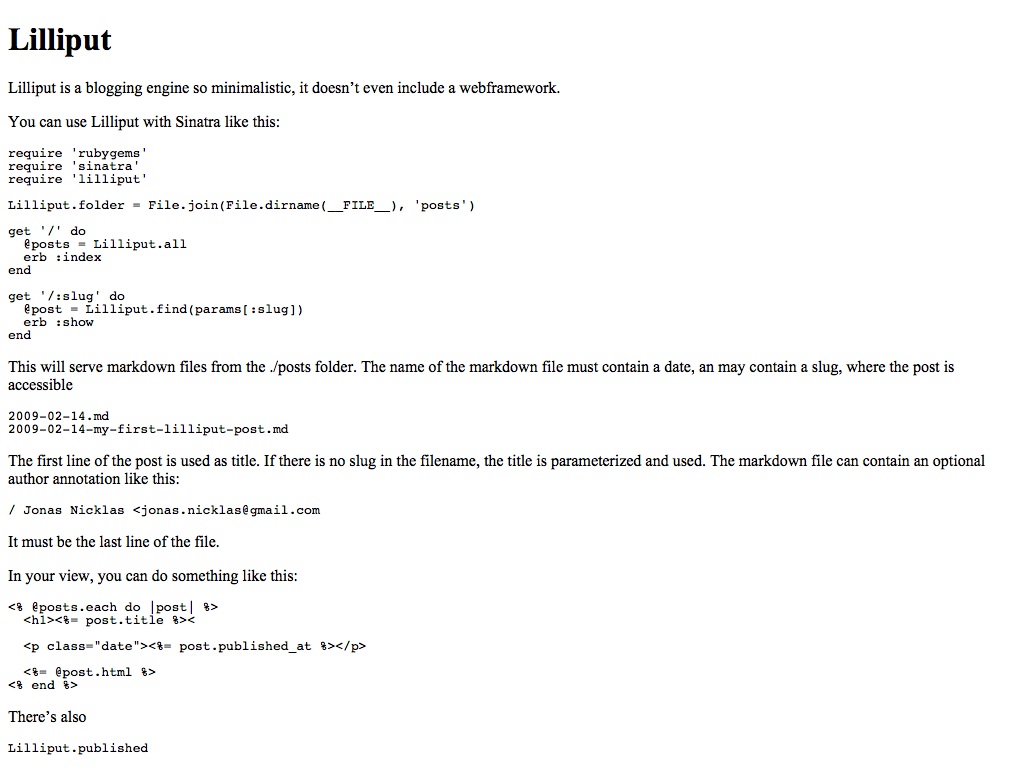 Lilliput
Lilliput is a blogging engine so minimalistic, it doesn’t even include a webframework.
You can use Lilliput with Sinatra like this:
require 'rubygems'
require 'sinatra'
require 'lilliput'
Lilliput.folder = File.join(File.dirname(__FILE__), 'posts')
get '/' do
  @posts = Lilliput.all
  erb :index
end
get '/:slug' do
  @post = Lilliput.find(params[:slug])
  erb :show
end
This will serve markdown files from the ./posts folder. The name of the markdown file must contain a date, an may contain a slug, where the post is
accessible
2009-02-14.md
2009-02-14-my-first-lilliput-post.md
The first line of the post is used as title. If there is no slug in the filename, the title is parameterized and used. The markdown file can contain an optional
author annotation like this:
/ Jonas Nicklas <jonas.nicklas@gmail.com
It must be the last line of the file.
In your view, you can do something like this:
<% @posts.each do |post| %>
  <h1><%= post.title %><
  <p class="date"><%= post.published_at %></p>
  <%= @post.html %>
<% end %>
There’s also
Lilliput.published